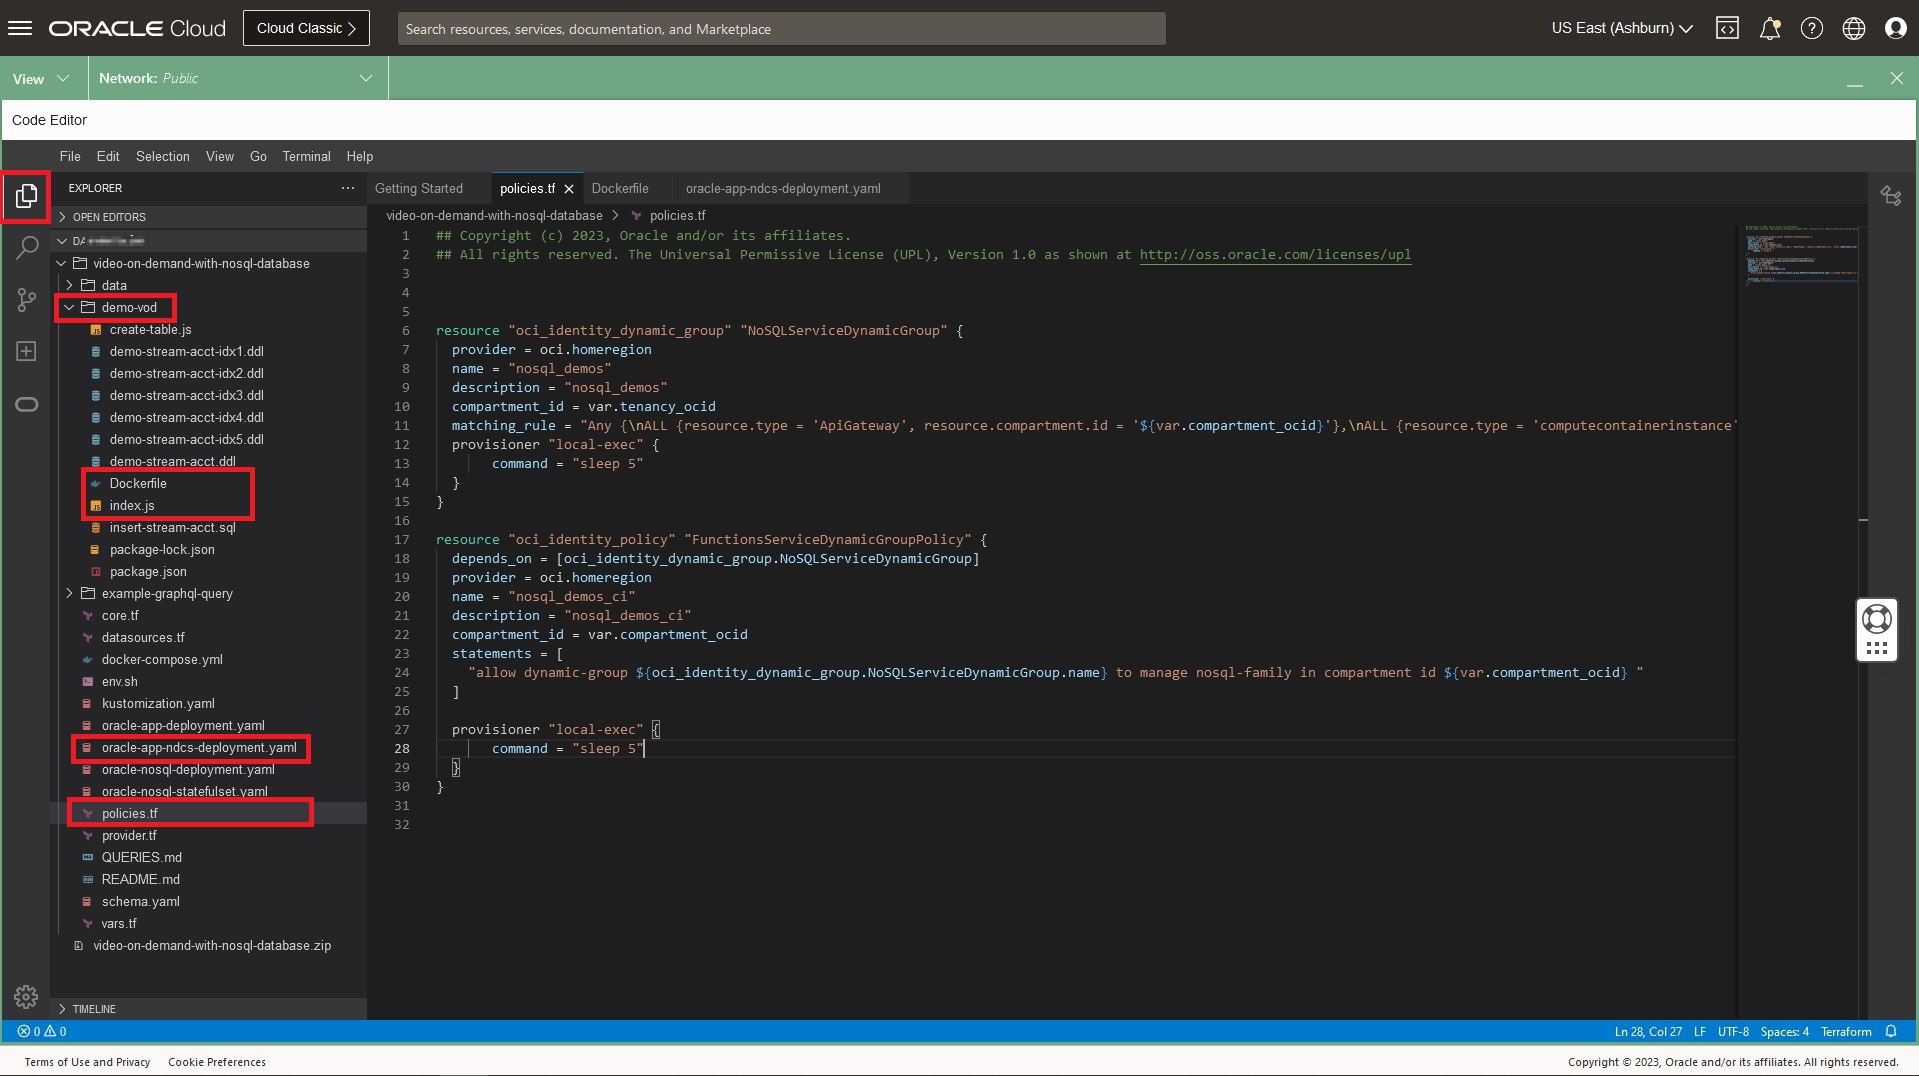 ORACLE Cloud
Cloud Classic
Search resources, services, documentation, and Marketplace
US East (Ashburn)
View
Network: Public
Code Editor
File Edit Selection View Go Terminal Help
EXPLORER
OPEN EDITORS
video-on-demand-with-nosql-database
data
demo-vod
create-table.js
demo-stream-acct-idx1.ddl
demo-stream-acct-idx2.ddl
demo-stream-acct-idx3.ddl
demo-stream-acct-idx4.ddl
demo-stream-acct-idx5.ddl
demo-stream-acct.ddl
Dockerfile
index.js
insert-stream-acct.sql
package-lock.json
package.json
example-graphql-query
core.tf
datasources.tf
docker-compose.yml
env.sh
kustomization.yaml
oracle-app-deployment.yaml
oracle-app-ndcs-deployment.yaml
oracle-nosql-deployment.yaml
oracle-nosql-statefulset.yaml
policies.tf
provider.tf
QUERIES.md
README.md
schema.yaml
vars.tf
video-on-demand-with-nosql-database.zip
TIMELINE
Getting Started policies.tf Dockerfile oracle-app-ndcs-deployment.yaml
video-on-demand-with-nosql-database > policies.tf
1 ## Copyright (c) 2023, Oracle and/or its affiliates.
2 ## All rights reserved. The Universal Permissive License (UPL), Version 1.0 as shown at http://oss.oracle.com/licenses/upl
3
4
5
6 resource "oci_identity_dynamic_group" "NoSQLServiceDynamicGroup" {
7 provider = oci.homeregion
8 name = "nosql_demos"
9 description = "nosql_demos"
10 compartment_id = var.tenancy_ocid
11 matching_rule = "Any {\nALL {resource.type = 'ApiGateway', resource.compartment.id = '${var.compartment_ocid}'},\nALL {resource.type = 'computecontainerinstance'
12 provisioner "local-exec" {
13 command = "sleep 5"
14 }
15 }
16
17 resource "oci_identity_policy" "FunctionsServiceDynamicGroupPolicy" {
18 depends_on = [oci_identity_dynamic_group.NoSQLServiceDynamicGroup]
19 provider = oci.homeregion
20 name = "nosql_demos_ci"
21 description = "nosql_demos_ci"
22 compartment_id = var.compartment_ocid
23 statements = [
24 "allow dynamic-group ${oci_identity_dynamic_group.NoSQLServiceDynamicGroup.name} to manage nosql-family in compartment id ${var.compartment_ocid} "
25 ]
26
27 provisioner "local-exec" {
28 command = "sleep 5"
29 }
30 }
31
32
0 0
Ln 28, Col 27 LF UTF-8 Spaces: 4 Terraform
Terms of Use and Privacy Cookie Preferences
Copyright © 2023, Oracle and/or its affiliates. All rights reserved.